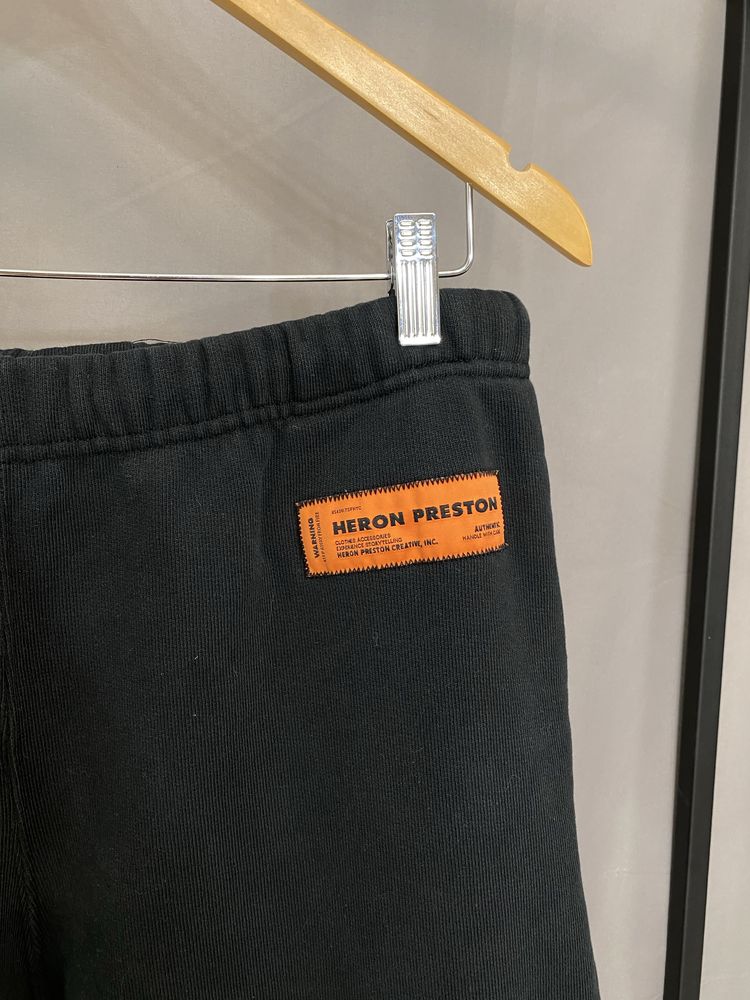 WARNING
HERON PRESTON
CLOTHES ACCESSORIES
EXPERIENCE STORYTELLING
HERON PRESTON CREATIVE, INC.
AUTHENTIC
HANDLE WITH CARE